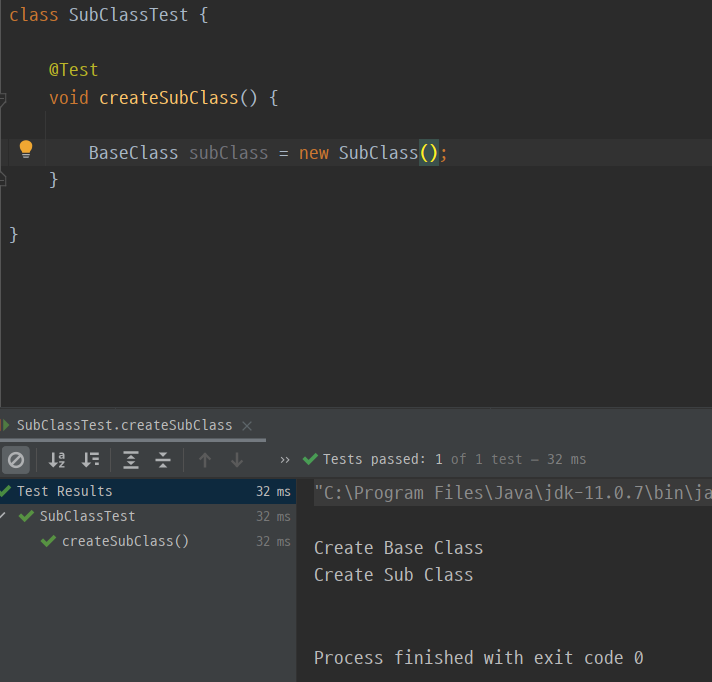 class SubClassTest {
@Test
void createSubClass() {
BaseClass subClass = new SubClass();
}
}
SubClassTest.createSubClass
Tests passed: 1 of 1 test – 32 ms
Test Results 32 ms
SubClassTest 32 ms
createSubClass() 32 ms
"C:\Program Files\Java\jdk-11.0.7\bin\ja
Create Base Class
Create Sub Class
Process finished with exit code 0